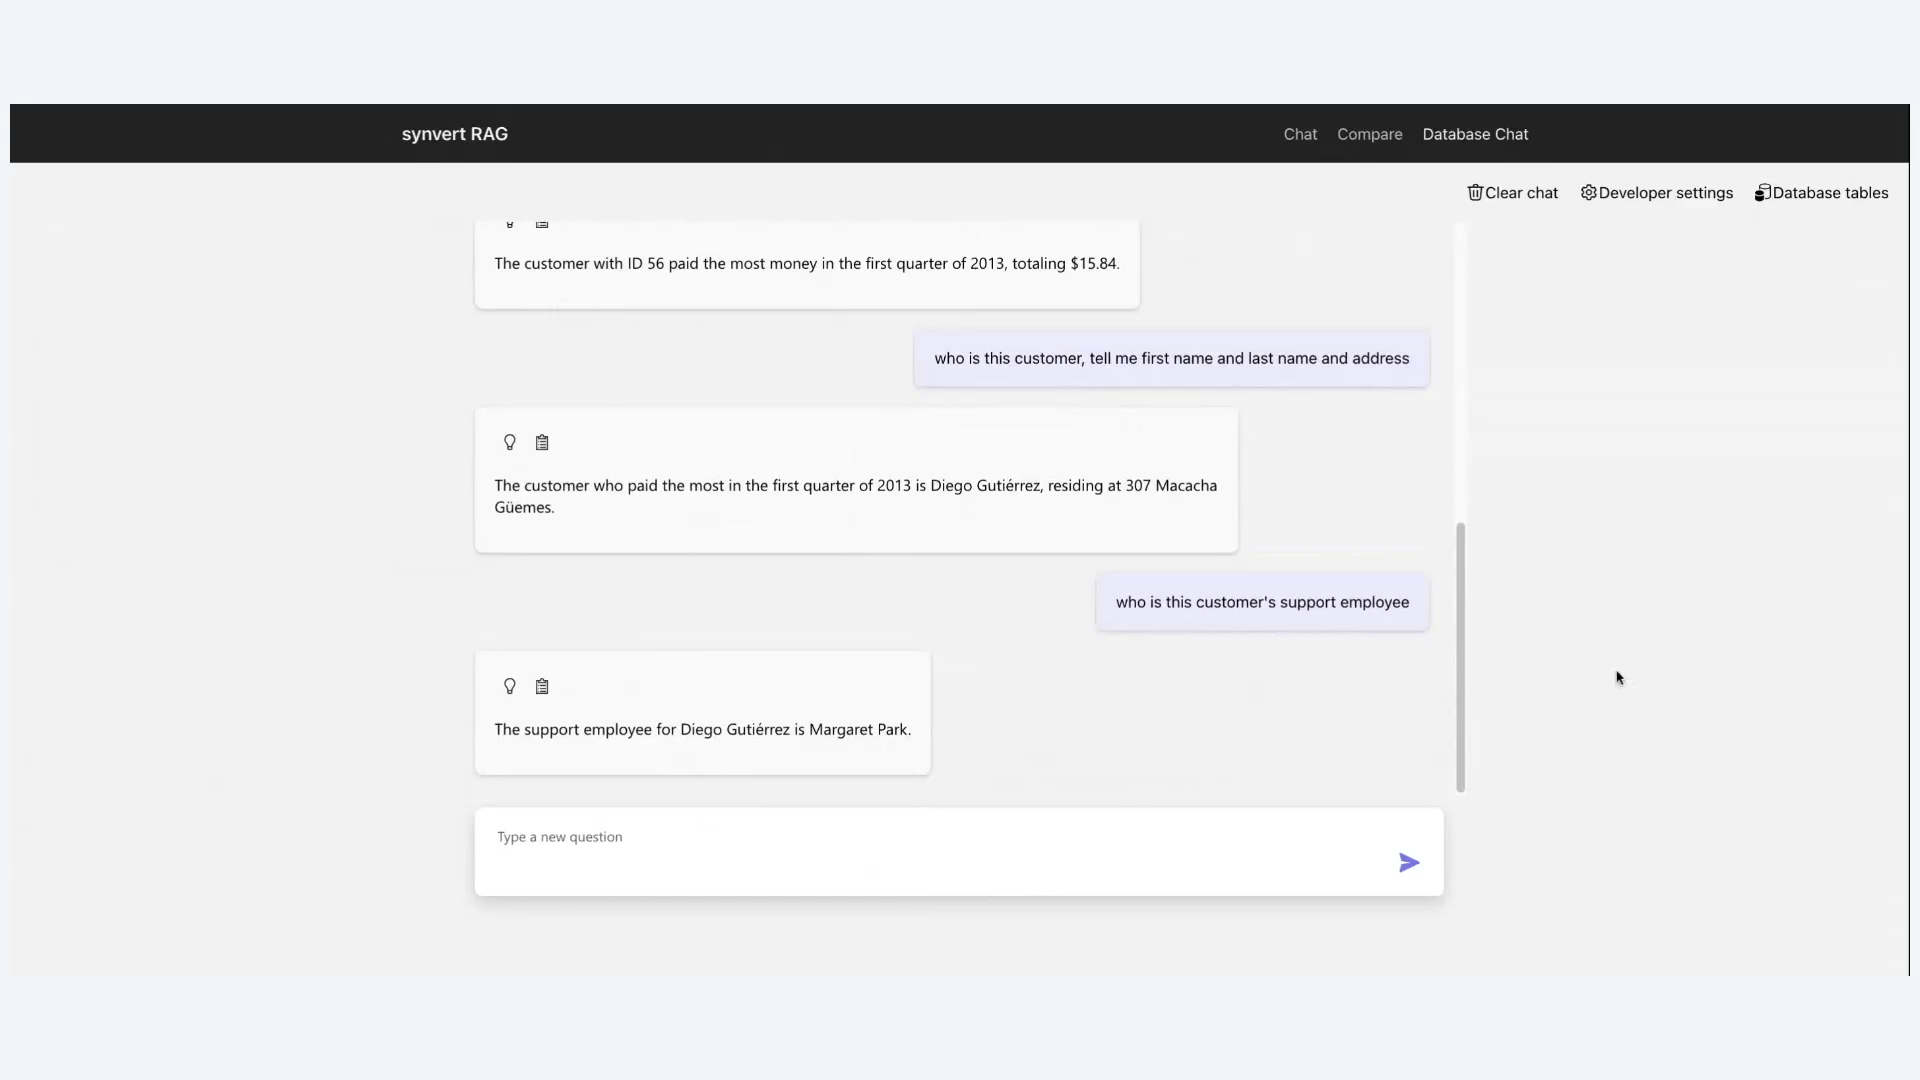 synvert RAG
Chat Compare Database Chat
Clear chat Developer settings Database tables
The customer with ID 56 paid the most money in the first quarter of 2013, totaling $15.84.
who is this customer, tell me first name and last name and address
The customer who paid the most in the first quarter of 2013 is Diego Gutiérrez, residing at 307 Macacha
Güemes.
who is this customer's support employee
The support employee for Diego Gutiérrez is Margaret Park.
Type a new question